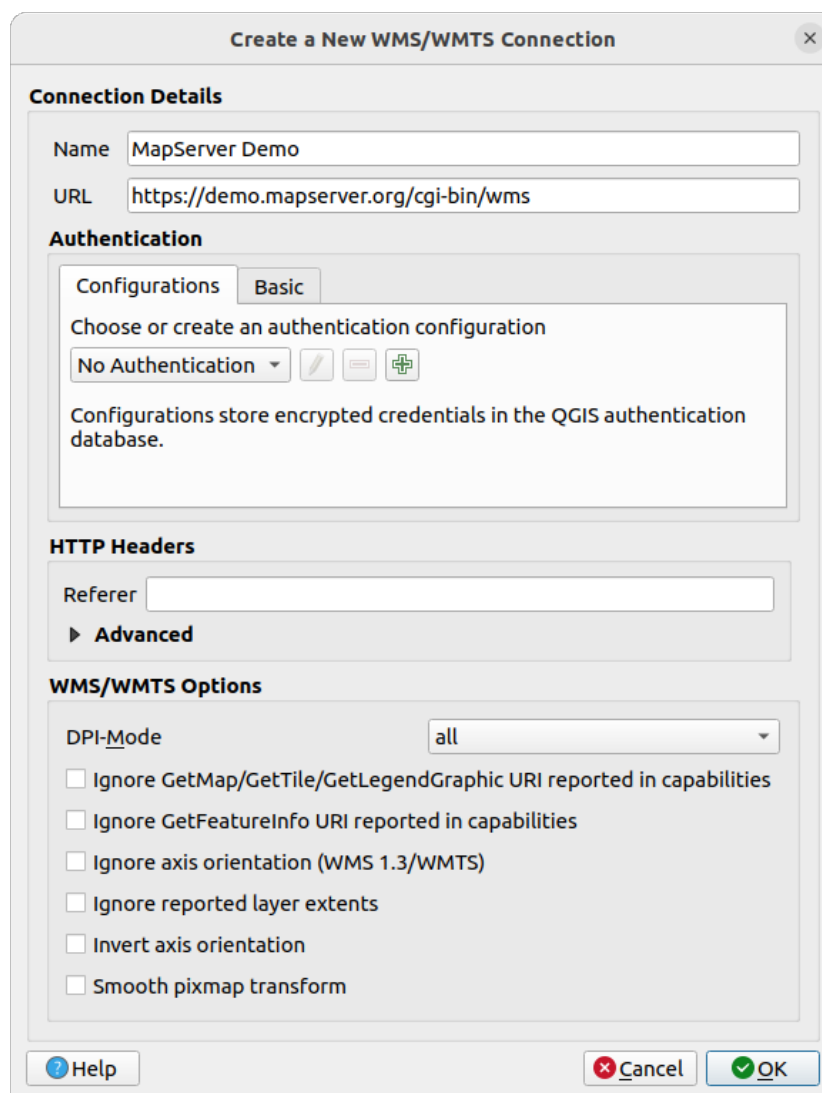 Create a New WMS/WMTS Connection
Connection Details
Name MapServer Demo
URL https://demo.mapserver.org/cgi-bin/wms
Authentication
Configurations Basic
Choose or create an authentication configuration
No Authentication
Configurations store encrypted credentials in the QGIS authentication
database.
HTTP Headers
Referer
Advanced
WMS/WMTS Options
DPI-Mode all
Ignore GetMap/GetTile/GetLegendGraphic URI reported in capabilities
Ignore GetFeatureInfo URI reported in capabilities
Ignore axis orientation (WMS 1.3/WMTS)
Ignore reported layer extents
Invert axis orientation
Smooth pixmap transform
Help Cancel OK